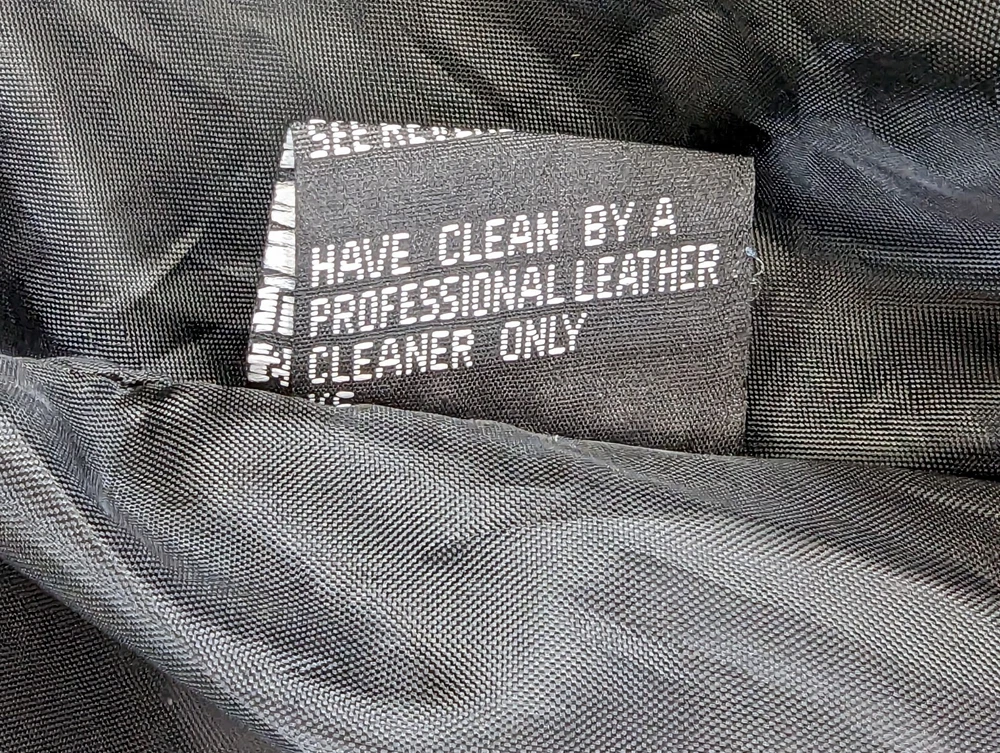 HAVE CLEAN BY A
PROFESSIONAL LEATHER
CLEANER ONLY